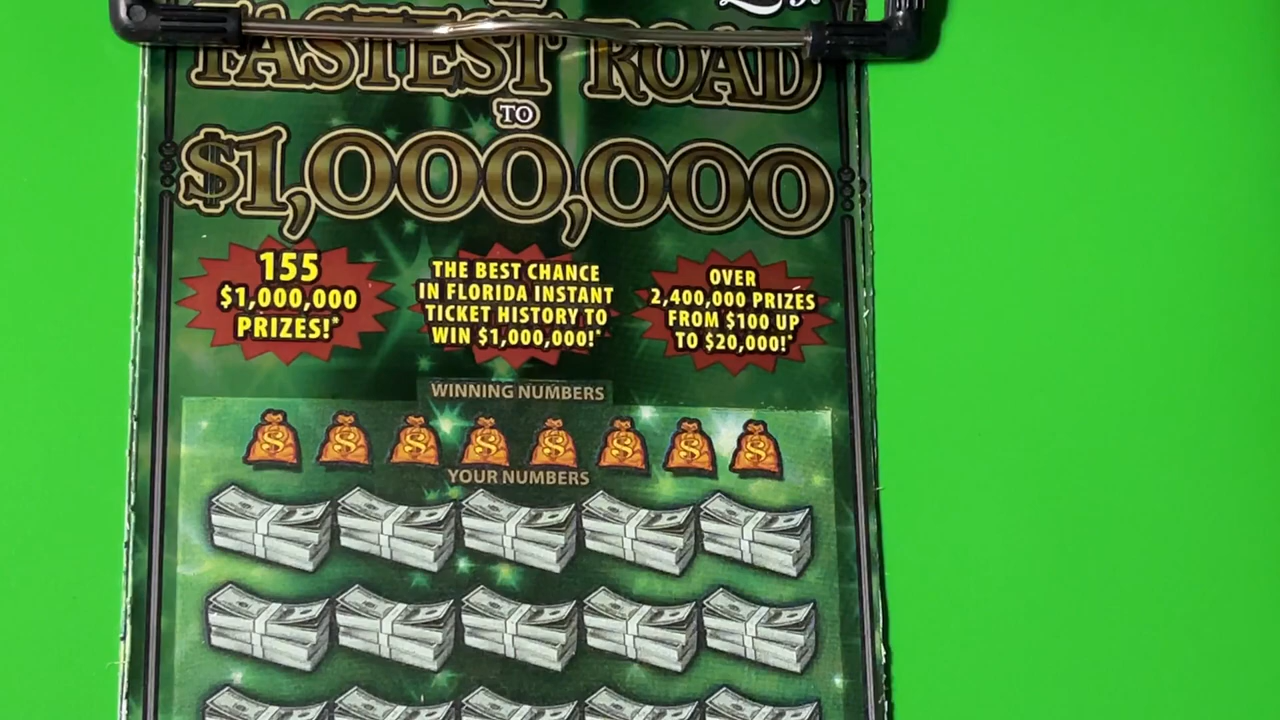 FASTEST ROAD
TO
$1,000,000
155
$1,000,000
PRIZES!*
THE BEST CHANCE
IN FLORIDA INSTANT
TICKET HISTORY TO
WIN $1,000,000!*
OVER
2,400,000 PRIZES
FROM $100 UP
TO $20,000!*
WINNING NUMBERS
YOUR NUMBERS